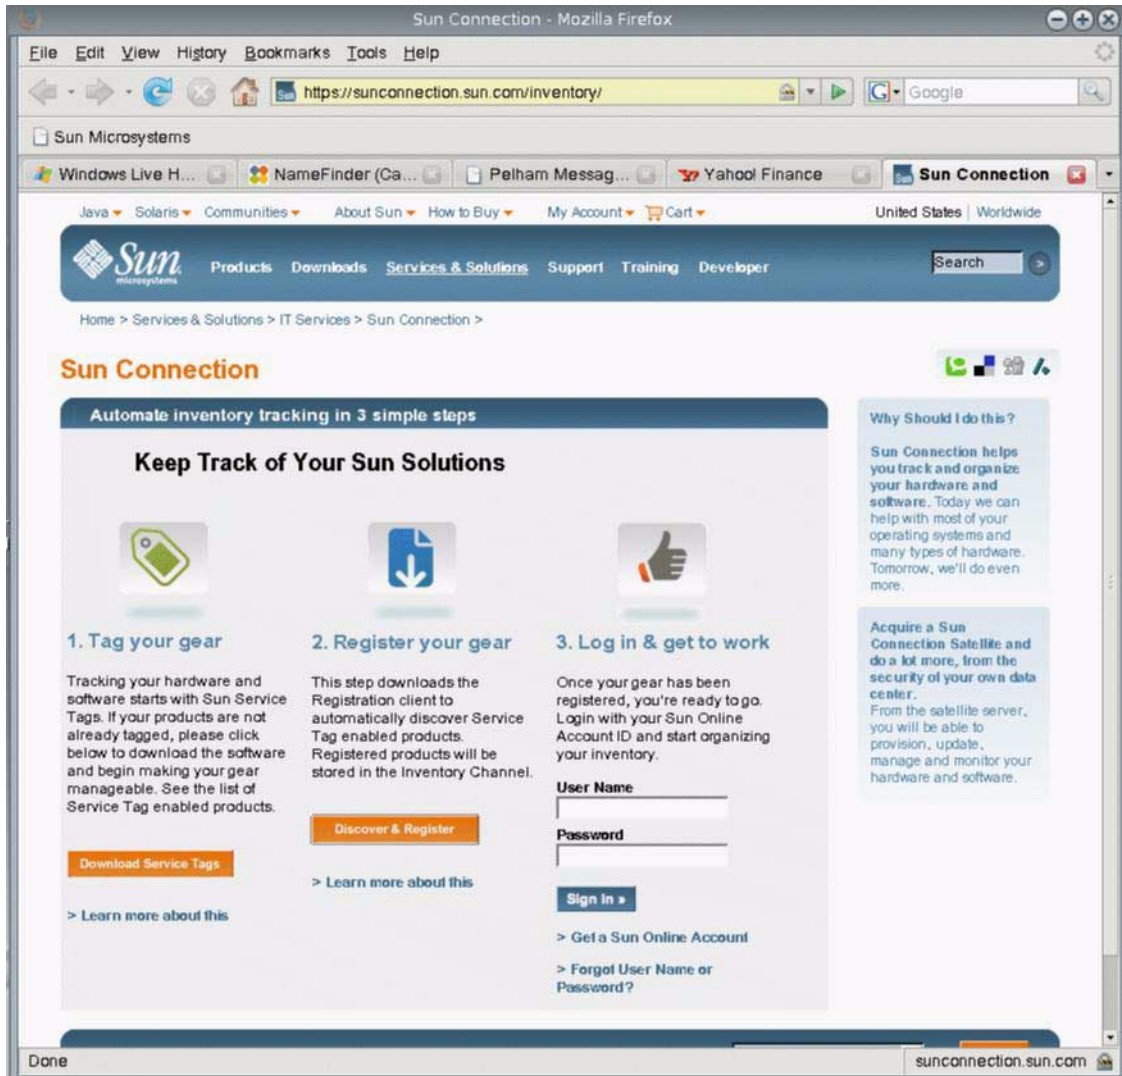 Sun Connection - Mozilla Firefox
File Edit View History Bookmarks Tools Help
https://sunconnection.sun.com/inventory/
Google
Sun Microsystems
Windows Live H...
NameFinder (Ca...
Pelham Messag...
Yahoo! Finance
Sun Connection
Java Solaris Communities About Sun How to Buy My Account Cart
United States | Worldwide
Sun microsystems
Products Downloads Services & Solutions Support Training Developer
Search
Home > Services & Solutions > IT Services > Sun Connection >
Sun Connection
Automate inventory tracking in 3 simple steps
Keep Track of Your Sun Solutions
1. Tag your gear
Tracking your hardware and
software starts with Sun Service
Tags. If your products are not
already tagged, please click
below to download the software
and begin making your gear
manageable. See the list of
Service Tag enabled products.
Download Service Tags
> Learn more about this
2. Register your gear
This step downloads the
Registration client to
automatically discover Service
Tag enabled products.
Registered products will be
stored in the Inventory Channel.
Discover & Register
> Learn more about this
3. Log in & get to work
Once your gear has been
registered, you're ready to go.
Login with your Sun Online
Account ID and start organizing
your inventory.
User Name
Password
Sign In »
> Get a Sun Online Account
> Forgot User Name or
Password?
Why Should I do this?
Sun Connection helps
you track and organize
your hardware and
software. Today we can
help with most of your
operating systems and
many types of hardware.
Tomorrow, we'll do even
more.
Acquire a Sun
Connection Satellite and
do a lot more, from the
security of your own data
center.
From the satellite server,
you will be able to
provision, update,
manage and monitor your
hardware and software.
Done
sunconnection.sun.com